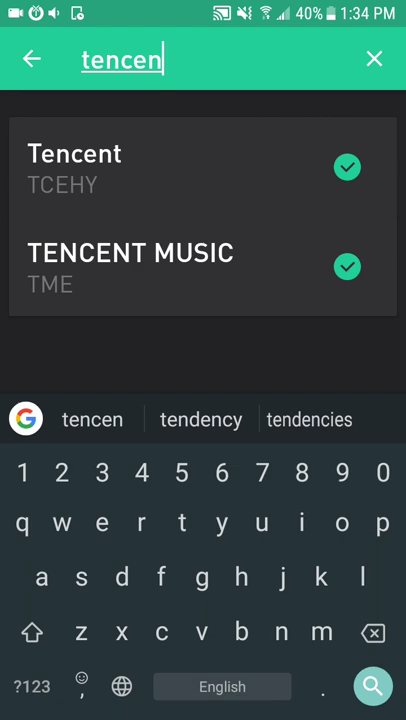 40% 1:34 PM
tencen
Tencent
TCEHY
TENCENT MUSIC
TME
G tencen tendency tendencies
1 2 3 4 5 6 7 8 9 0
q w e r t y u i o p
a s d f g h j k l
z x c v b n m
?123 , English .